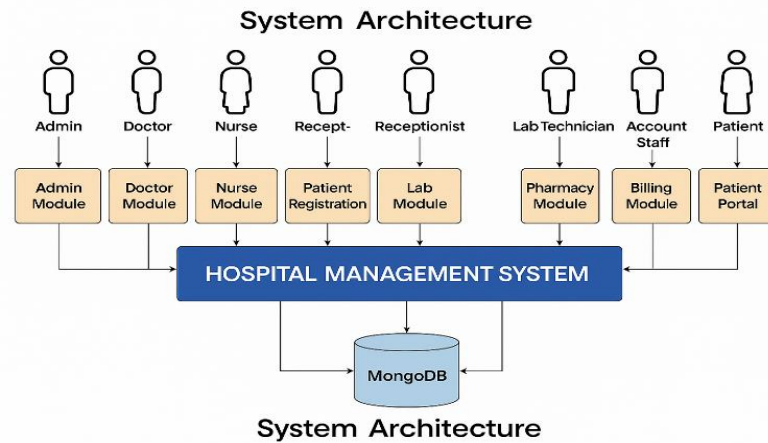 System Architecture
Admin Doctor Nurse Recept- Receptionist Lab Technician Account Staff Patient
Admin Module
Doctor Module
Nurse Module
Patient Registration
Lab Module
Pharmacy Module
Billing Module
Patient Portal
HOSPITAL MANAGEMENT SYSTEM
MongoDB
System Architecture